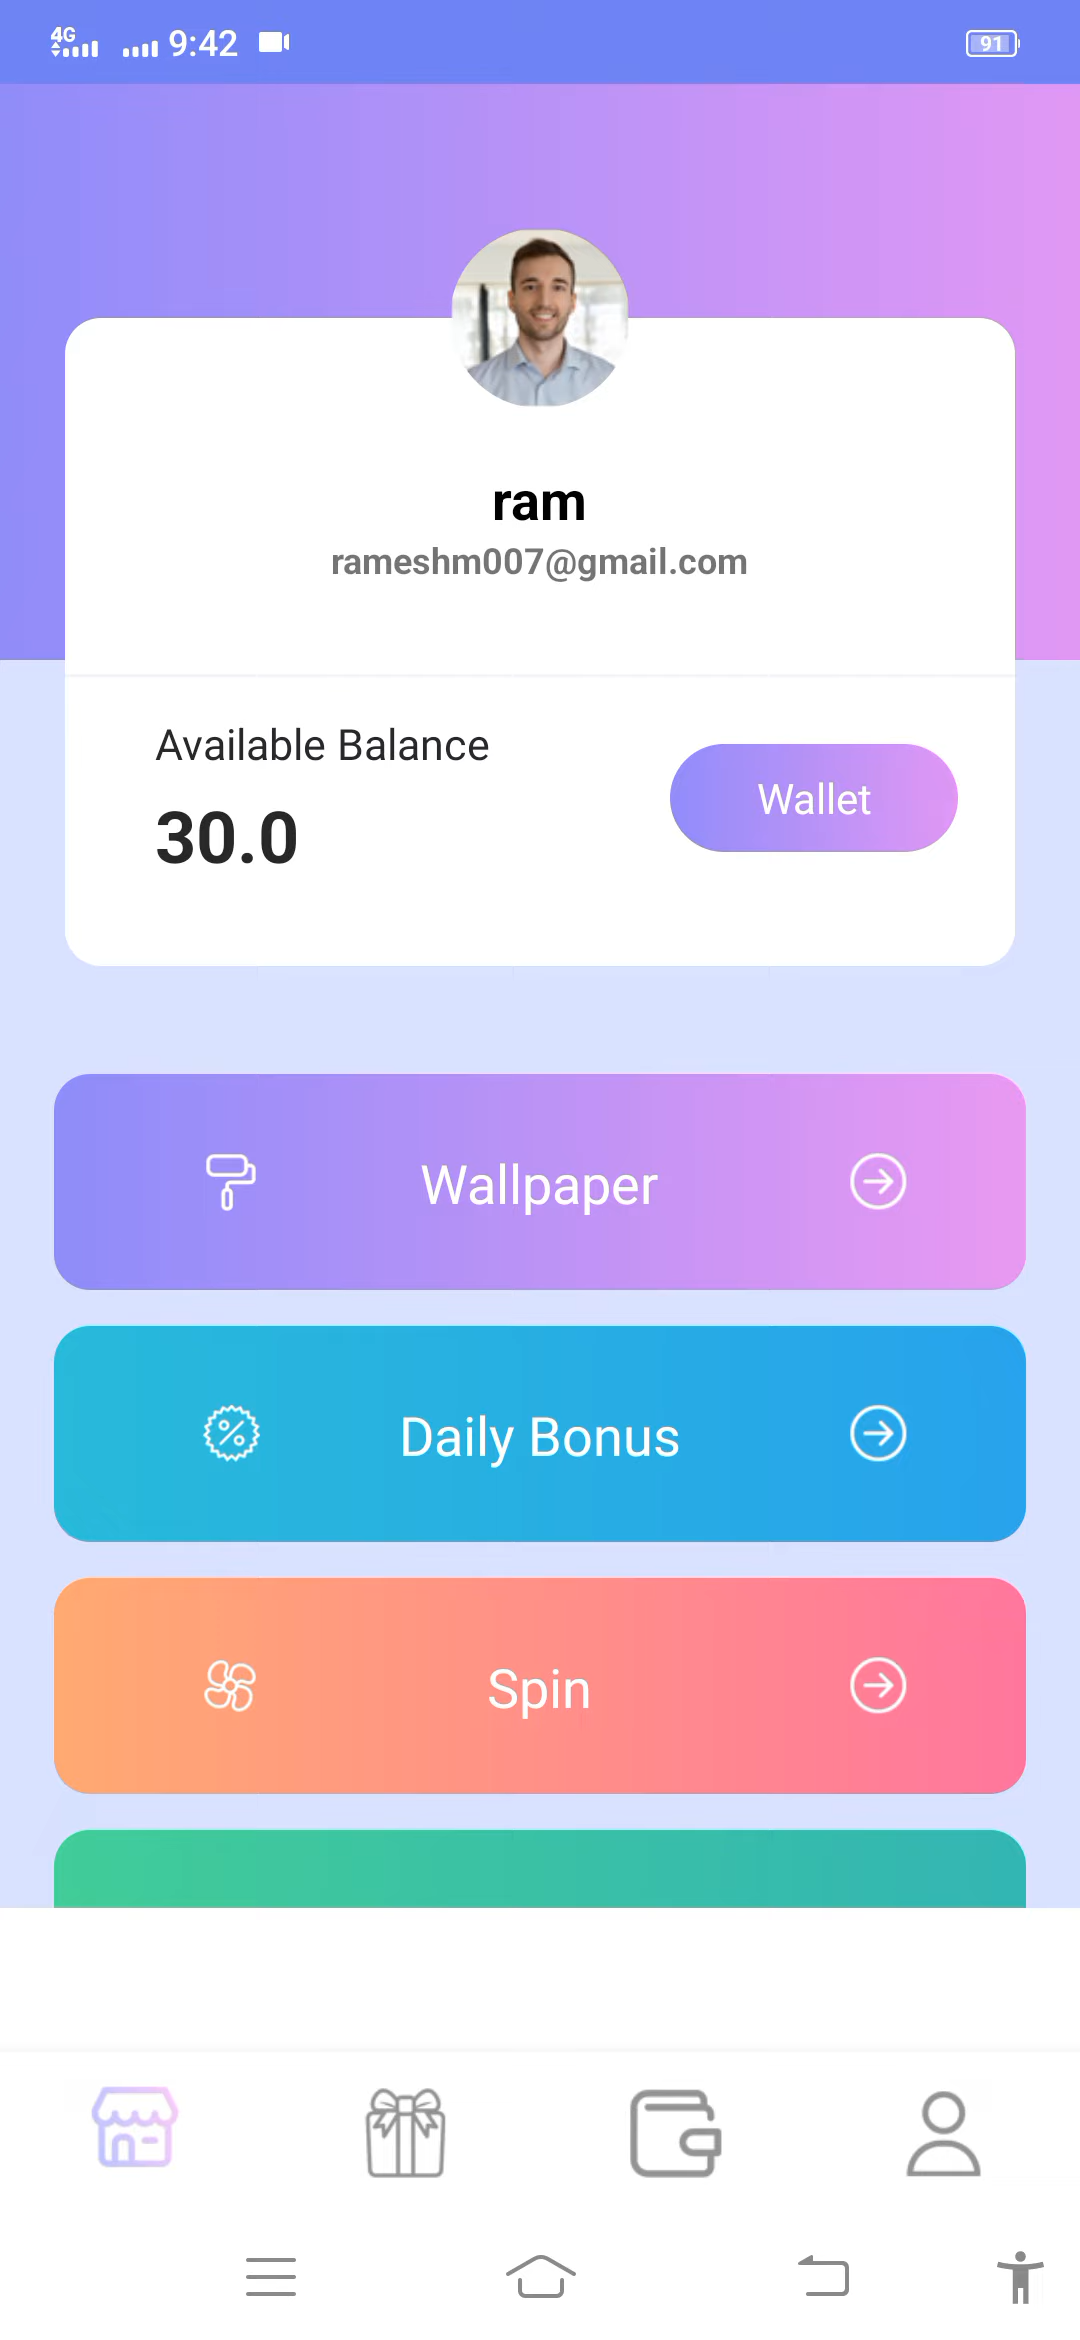 4G 9:42 91
ram
rameshm007@gmail.com
Available Balance
30.0
Wallet
Wallpaper
Daily Bonus
Spin